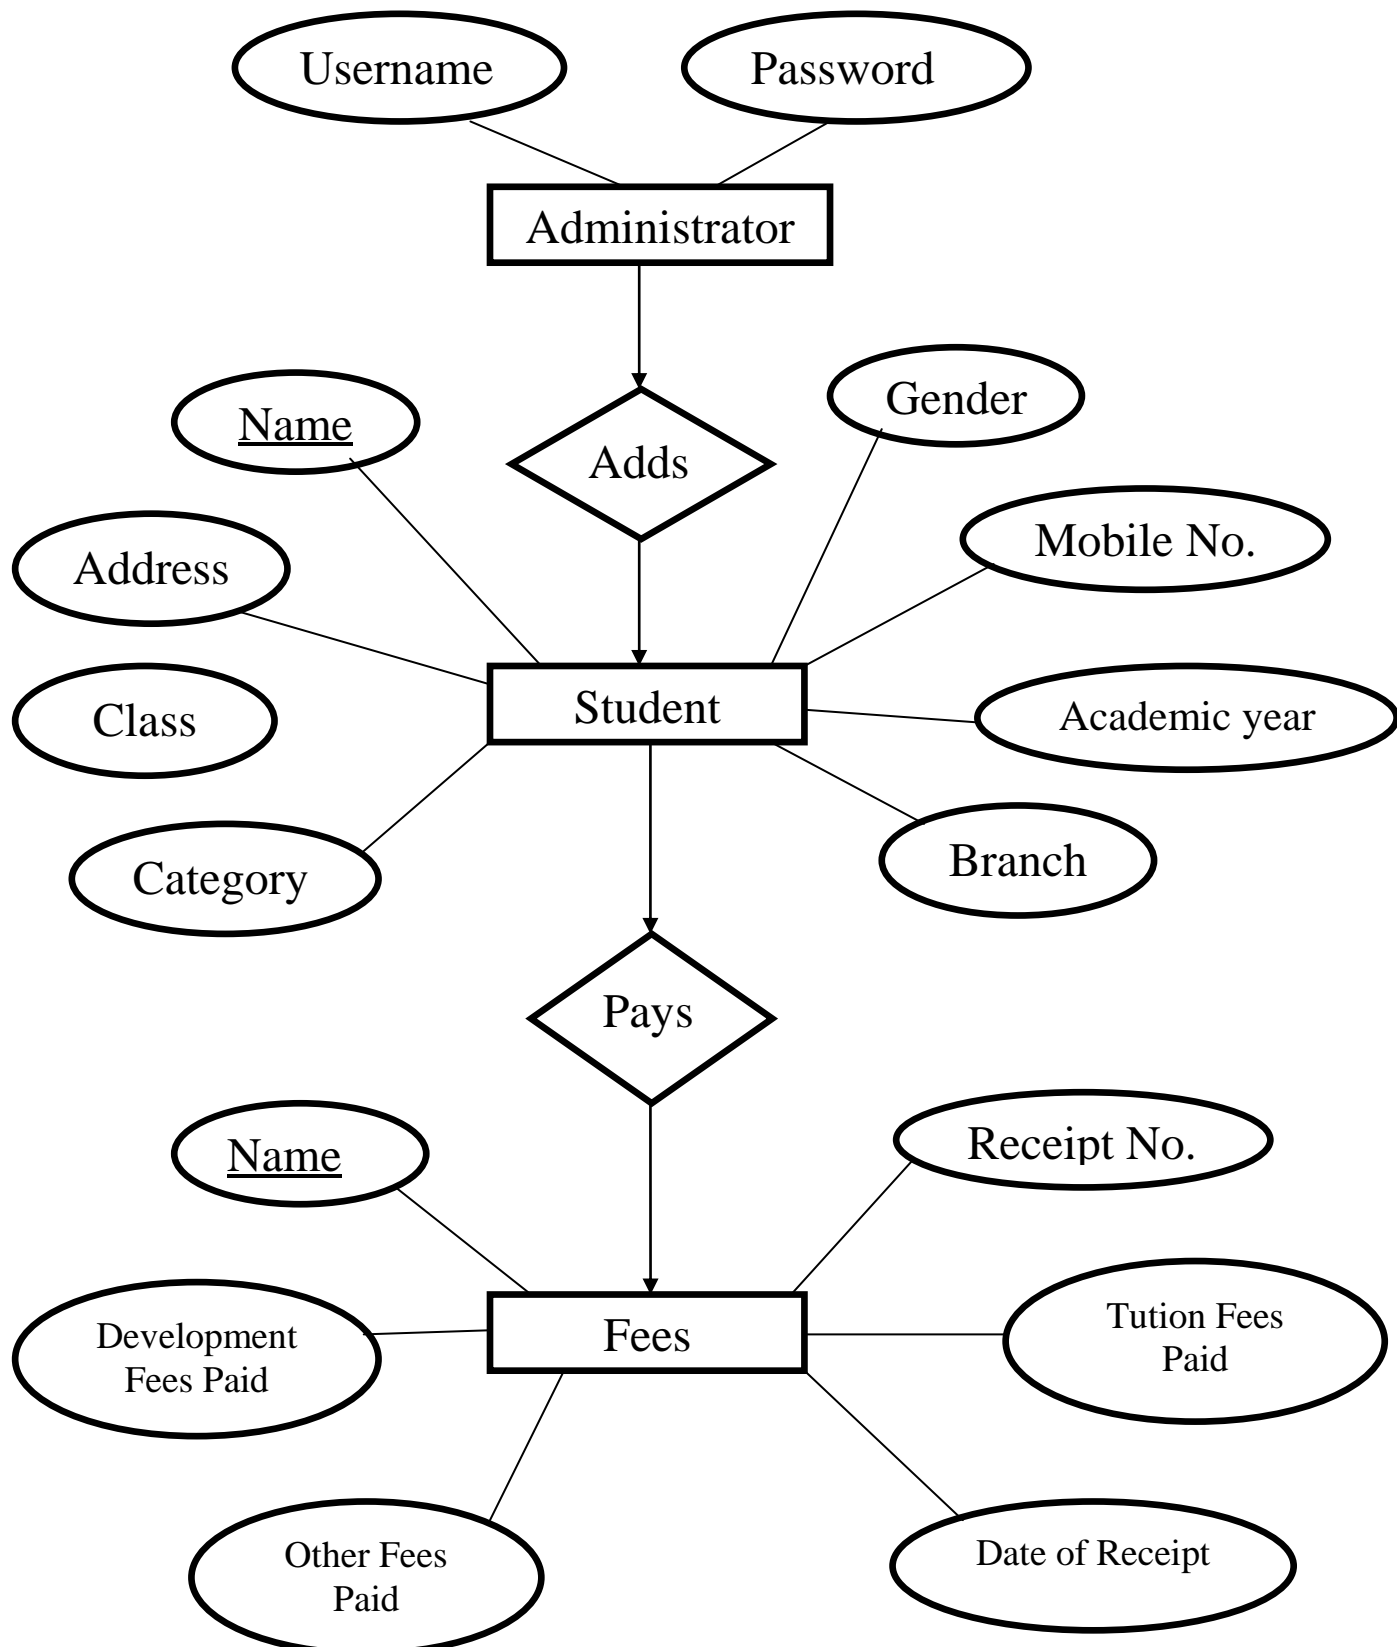 Username
Password
Administrator
Gender
Name
Adds
Mobile No.
Address
Student
Class
Academic year
Category
Branch
Pays
Name
Receipt No.
Development
Fees Paid
Fees
Tution Fees
Paid
Other Fees
Paid
Date of Receipt